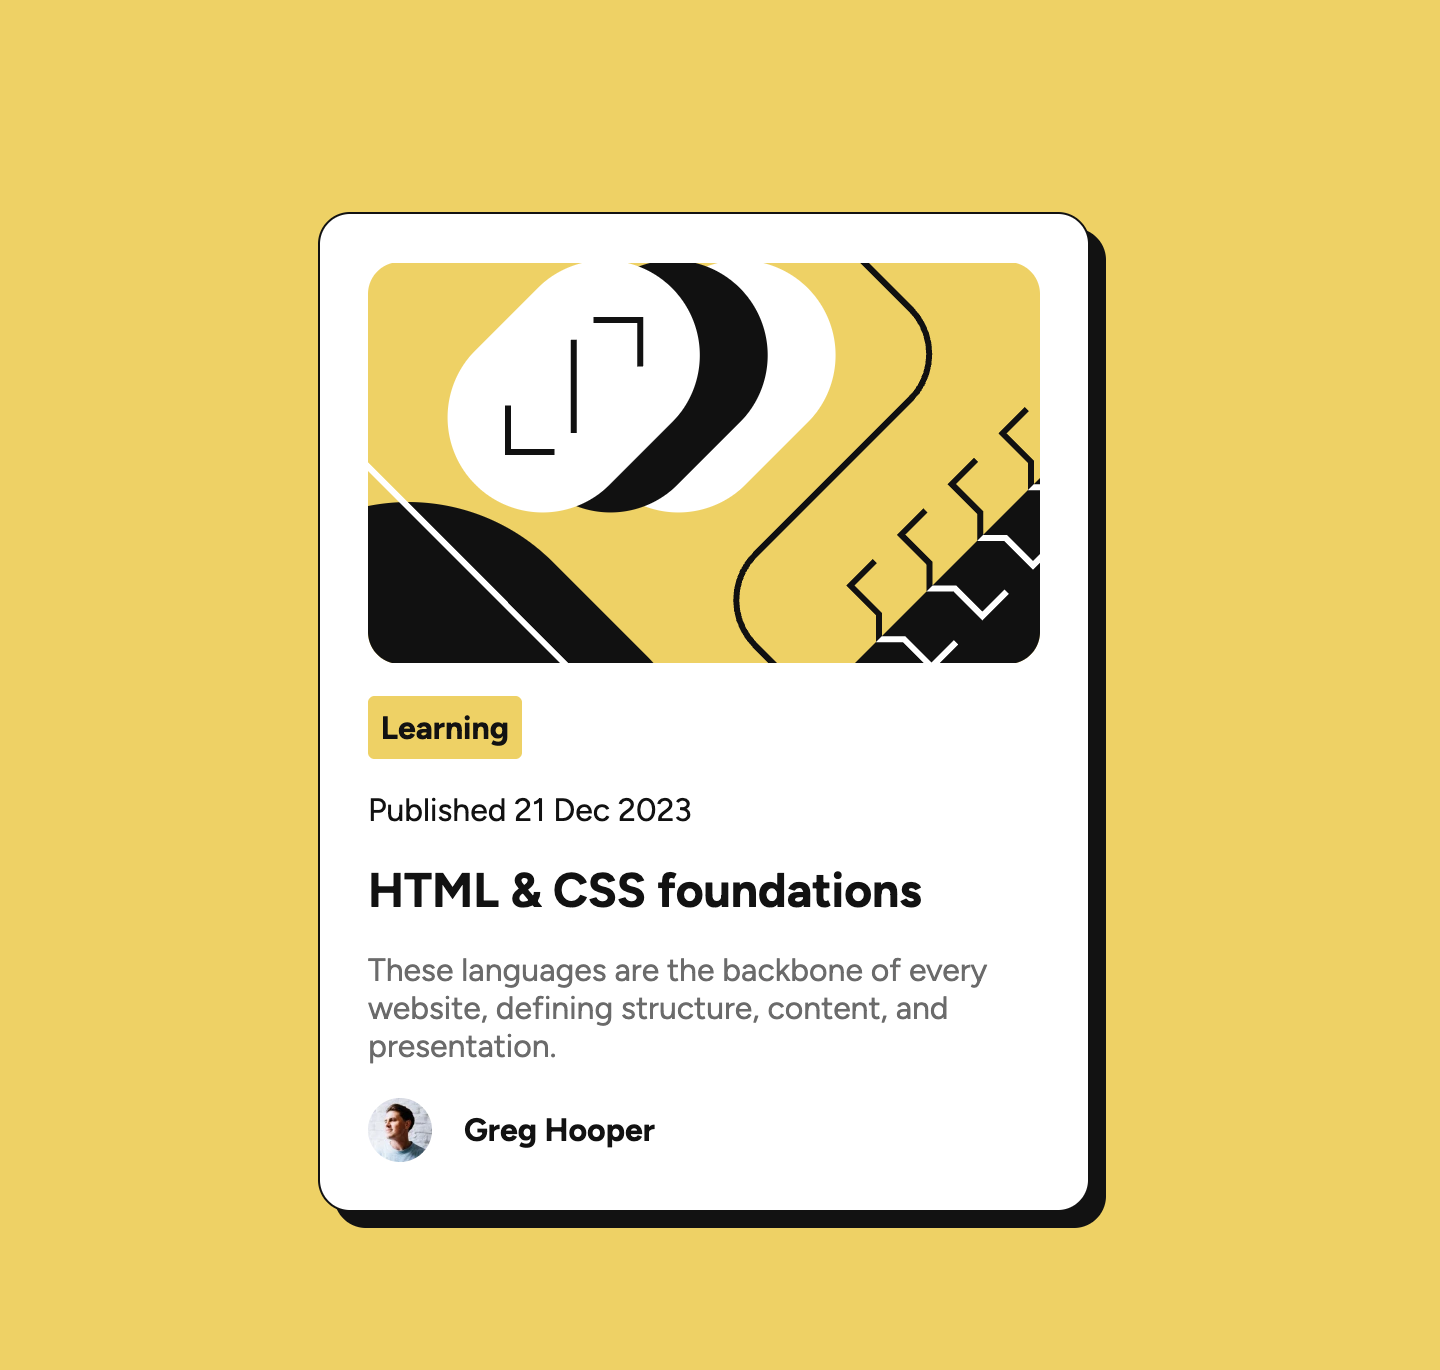 Learning
Published 21 Dec 2023
HTML & CSS foundations
These languages are the backbone of every
website, defining structure, content, and
presentation.
Greg Hooper